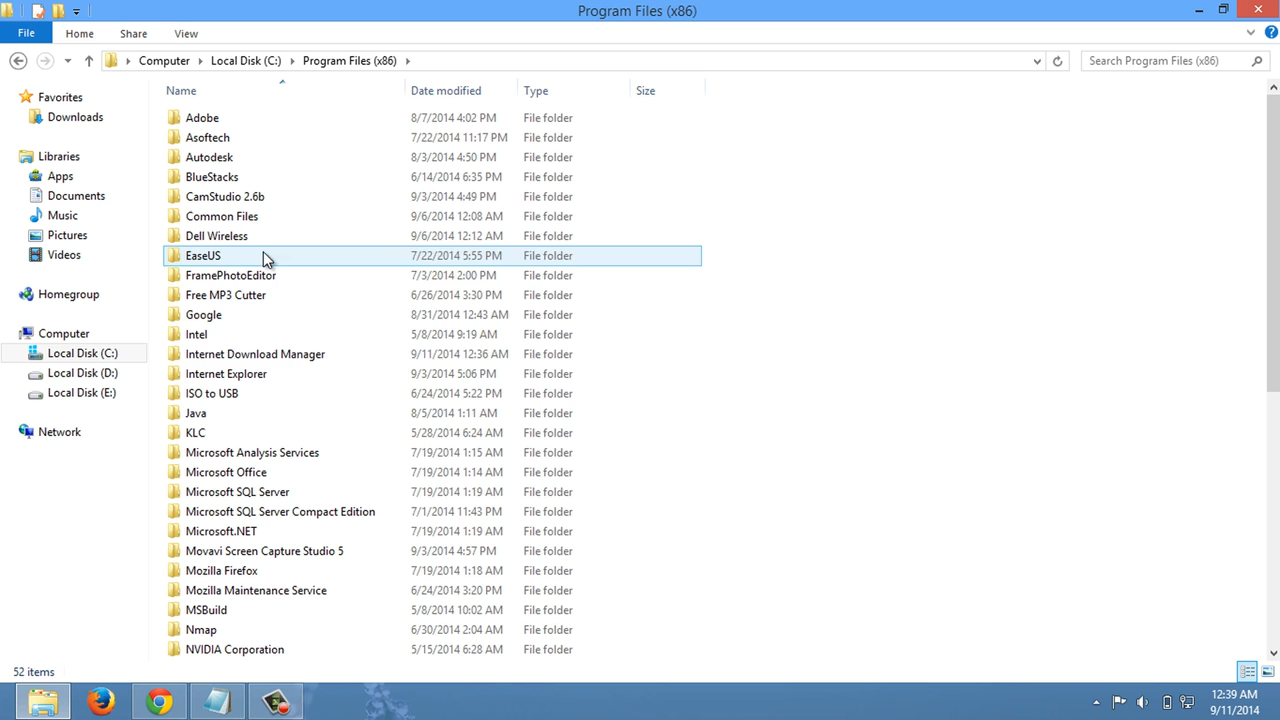 Program Files (x86)
File Home Share View
Computer Local Disk (C:) Program Files (x86) Search Program Files (x86)
Favorites
Downloads
Libraries
Apps
Documents
Music
Pictures
Videos
Homegroup
Computer
Local Disk (C:)
Local Disk (D:)
Local Disk (E:)
Network
Name Date modified Type Size
Adobe 8/7/2014 4:02 PM File folder
Asoftech 7/22/2014 11:17 PM File folder
Autodesk 8/3/2014 4:50 PM File folder
BlueStacks 6/14/2014 6:35 PM File folder
CamStudio 2.6b 9/3/2014 4:49 PM File folder
Common Files 9/6/2014 12:08 AM File folder
Dell Wireless 9/6/2014 12:12 AM File folder
EaseUS 7/22/2014 5:55 PM File folder
FramePhotoEditor 7/3/2014 2:00 PM File folder
Free MP3 Cutter 6/26/2014 3:30 PM File folder
Google 8/31/2014 12:43 AM File folder
Intel 5/8/2014 9:19 AM File folder
Internet Download Manager 9/11/2014 12:36 AM File folder
Internet Explorer 9/3/2014 5:06 PM File folder
ISO to USB 6/24/2014 5:22 PM File folder
Java 8/5/2014 1:11 AM File folder
KLC 5/28/2014 6:24 AM File folder
Microsoft Analysis Services 7/19/2014 1:15 AM File folder
Microsoft Office 7/19/2014 1:14 AM File folder
Microsoft SQL Server 7/19/2014 1:19 AM File folder
Microsoft SQL Server Compact Edition 7/1/2014 11:43 PM File folder
Microsoft.NET 7/19/2014 1:19 AM File folder
Movavi Screen Capture Studio 5 9/3/2014 4:57 PM File folder
Mozilla Firefox 7/19/2014 1:18 AM File folder
Mozilla Maintenance Service 6/24/2014 3:20 PM File folder
MSBuild 5/8/2014 10:02 AM File folder
Nmap 6/30/2014 2:04 AM File folder
NVIDIA Corporation 5/15/2014 6:28 AM File folder
52 items
12:39 AM
9/11/2014